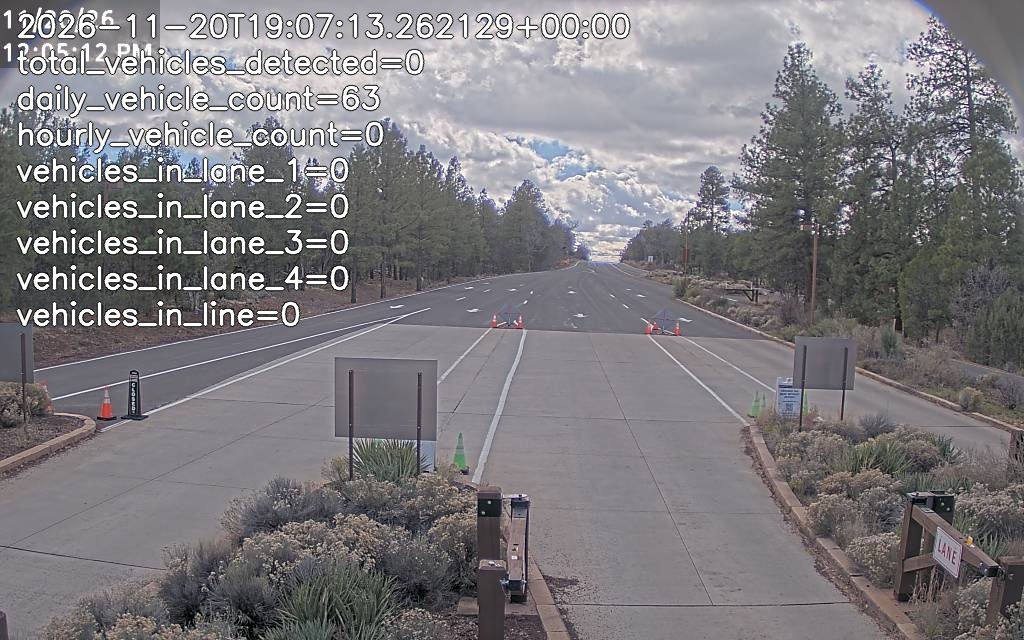 2026-11-20T19:07:13.262129+00:00
12:05:12 PM
total_vehicles_detected=0
daily_vehicle_count=63
hourly_vehicle_count=0
vehicles_in_lane_1=0
vehicles_in_lane_2=0
vehicles_in_lane_3=0
vehicles_in_lane_4=0
vehicles_in_line=0
CLOSED
LANE